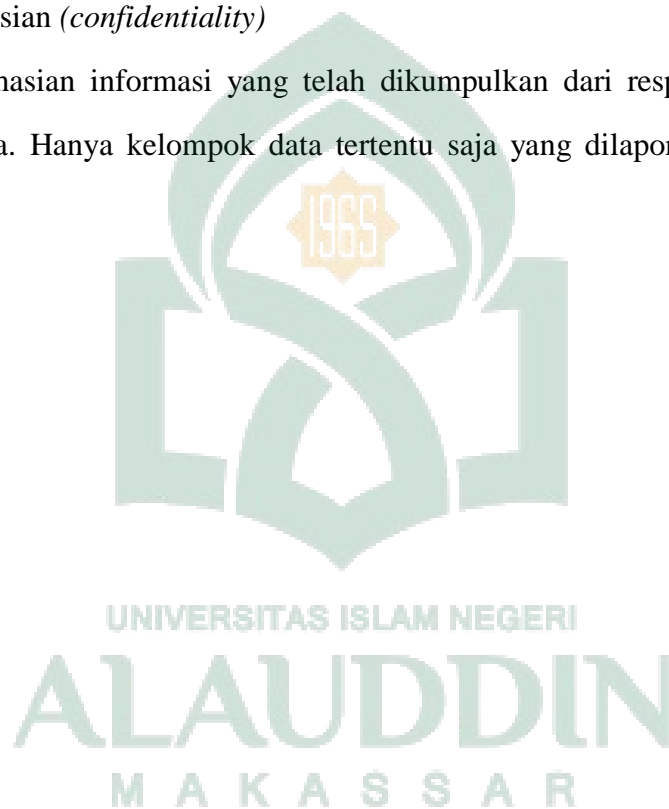 sian (confidentiality)
hasian informasi yang telah dikumpulkan dari resp
a. Hanya kelompok data tertentu saja yang dilapor
1965
UNIVERSITAS ISLAM NEGERI
ALAUDDIN
MAKASSAR